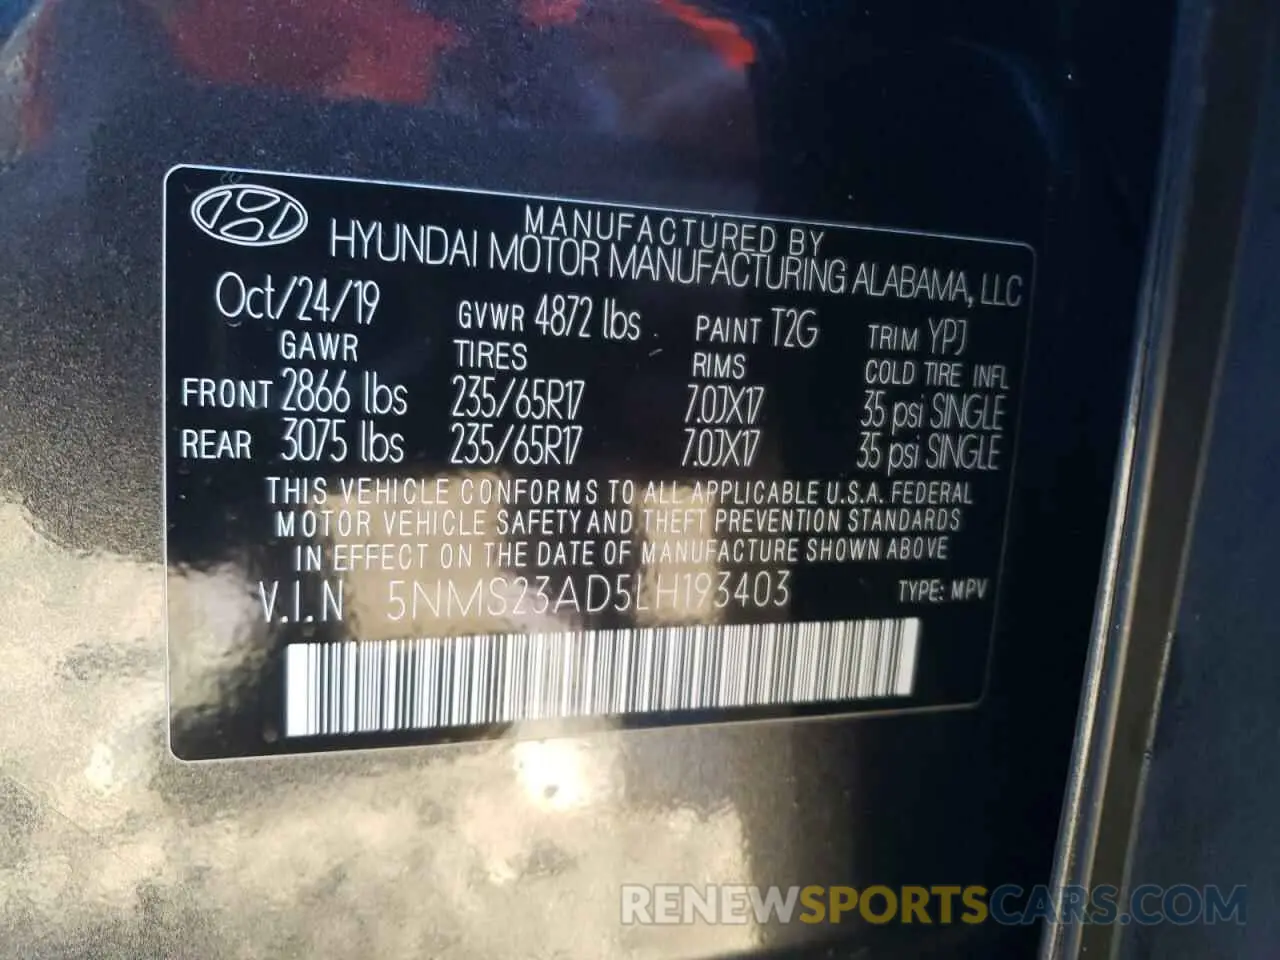 MANUFACTURED BY
HYUNDAI MOTOR MANUFACTURING ALABAMA, LLC
Oct/24/19 GVWR 4872 lbs PAINT T2G TRIM YPJ
GAWR TIRES RIMS COLD TIRE INFL
FRONT 2866 lbs 235/65R17 7.0JX17 35 psi SINGLE
REAR 3075 lbs 235/65R17 7.0JX17 35 psi SINGLE
THIS VEHICLE CONFORMS TO ALL APPLICABLE U.S.A. FEDERAL
MOTOR VEHICLE SAFETY AND THEFT PREVENTION STANDARDS
IN EFFECT ON THE DATE OF MANUFACTURE SHOWN ABOVE
V.I.N 5NMS23AD5LH193403 TYPE: MPV
RENEWSPORTSCARS.COM